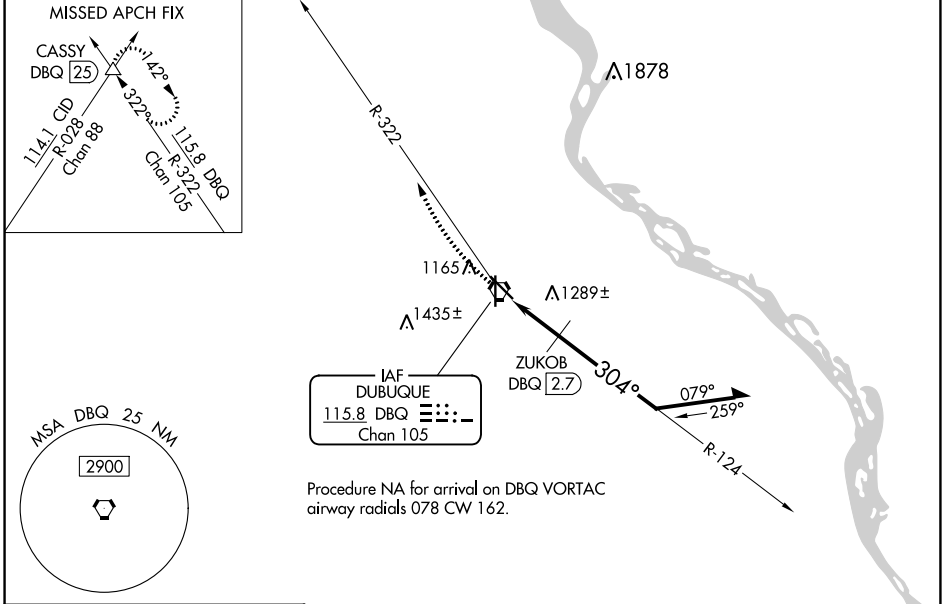 MISSED APCH FIX
CASSY
DBQ 25
142°
322°
114.1 CID
R-028
Chan 88
115.8 DBQ
R-322
Chan 105
R-322
1878
1165
1435±
1289±
ZUKOB
DBQ 2.7
304°
079°
259°
R-124
IAF
DUBUQUE
115.8 DBQ
Chan 105
MSA DBQ 25 NM
2900
Procedure NA for arrival on DBQ VORTAC
airway radials 078 CW 162.